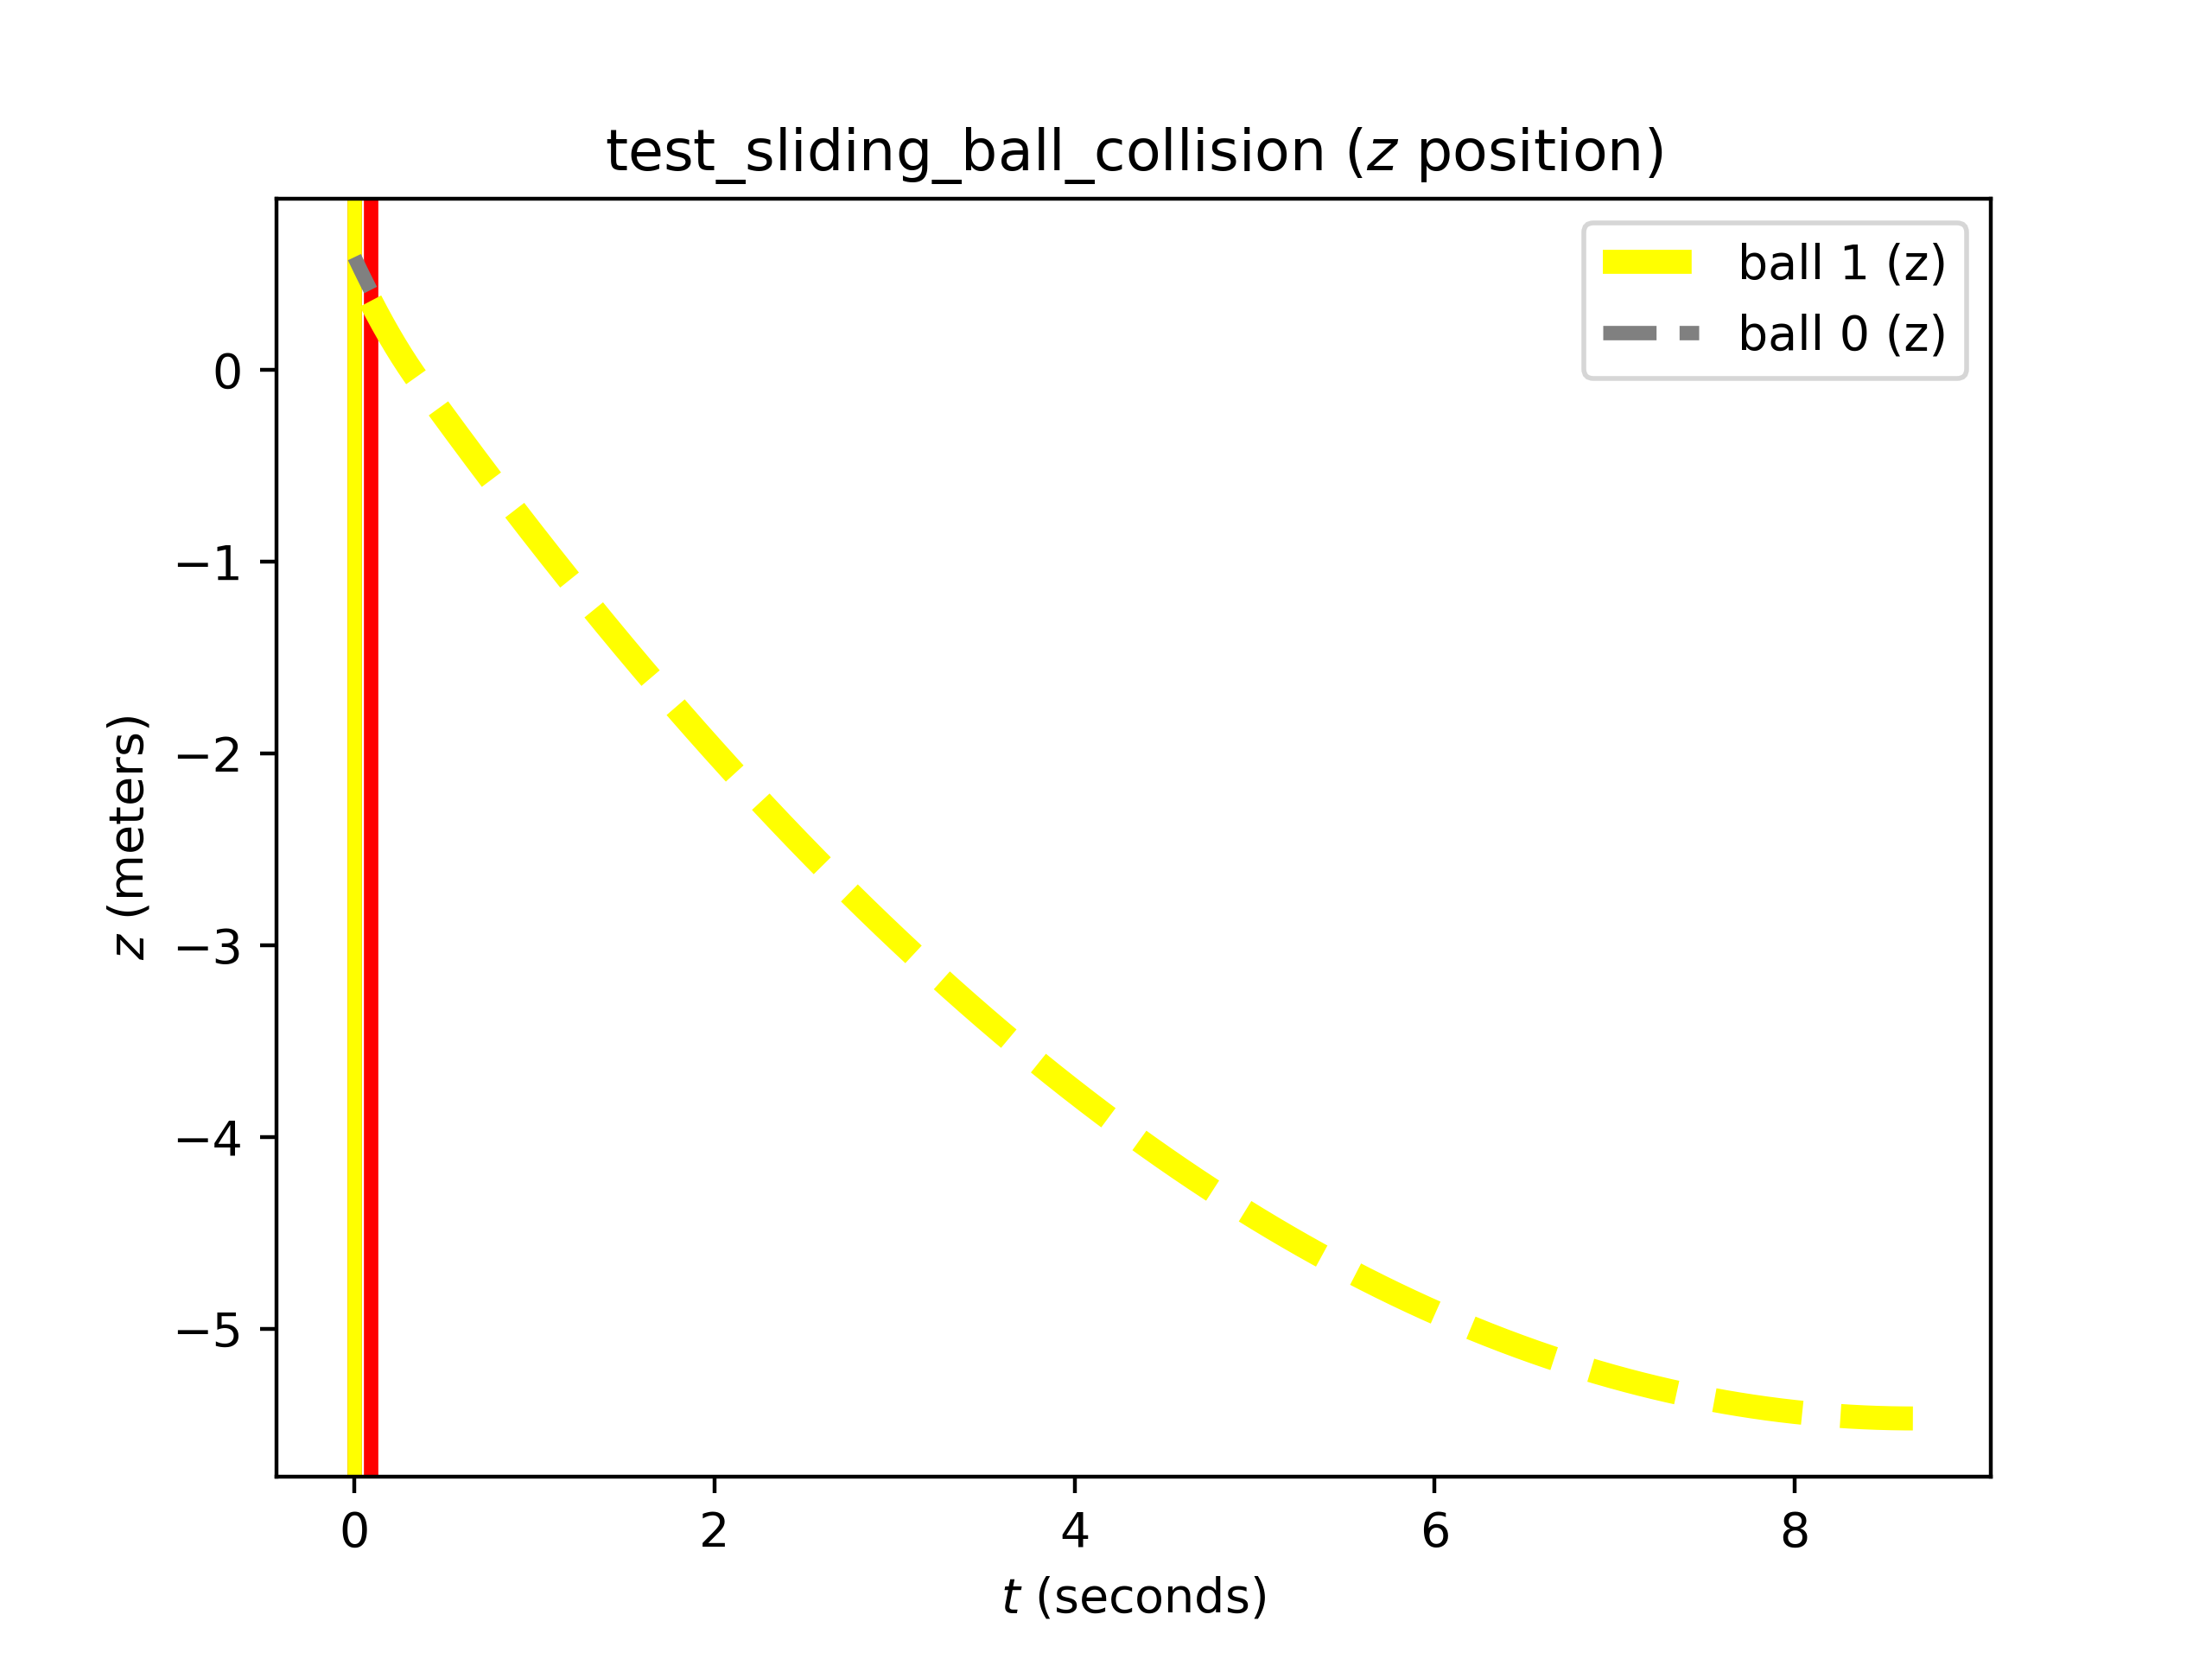 test_sliding_ball_collision (z position)
ball 1 (z)
ball 0 (z)
z (meters)
0
−1
−2
−3
−4
−5
0 2 4 6 8
t (seconds)